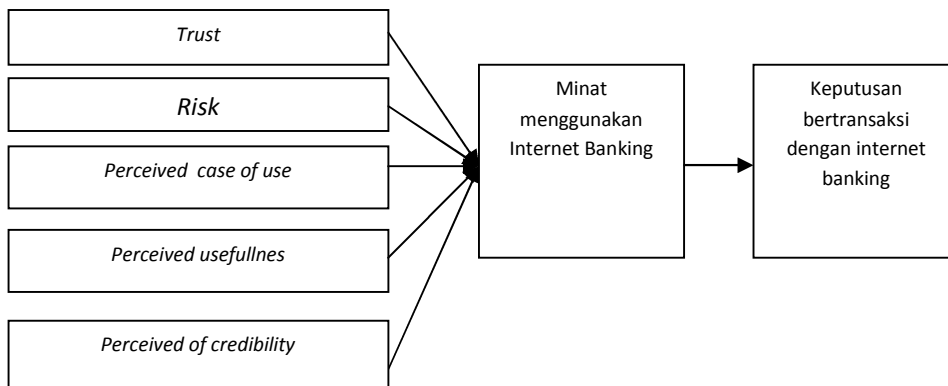 Trust
Risk
Perceived case of use
Perceived usefullnes
Perceived of credibility
Minat
menggunakan
Internet Banking
Keputusan
bertransaksi
dengan internet
banking